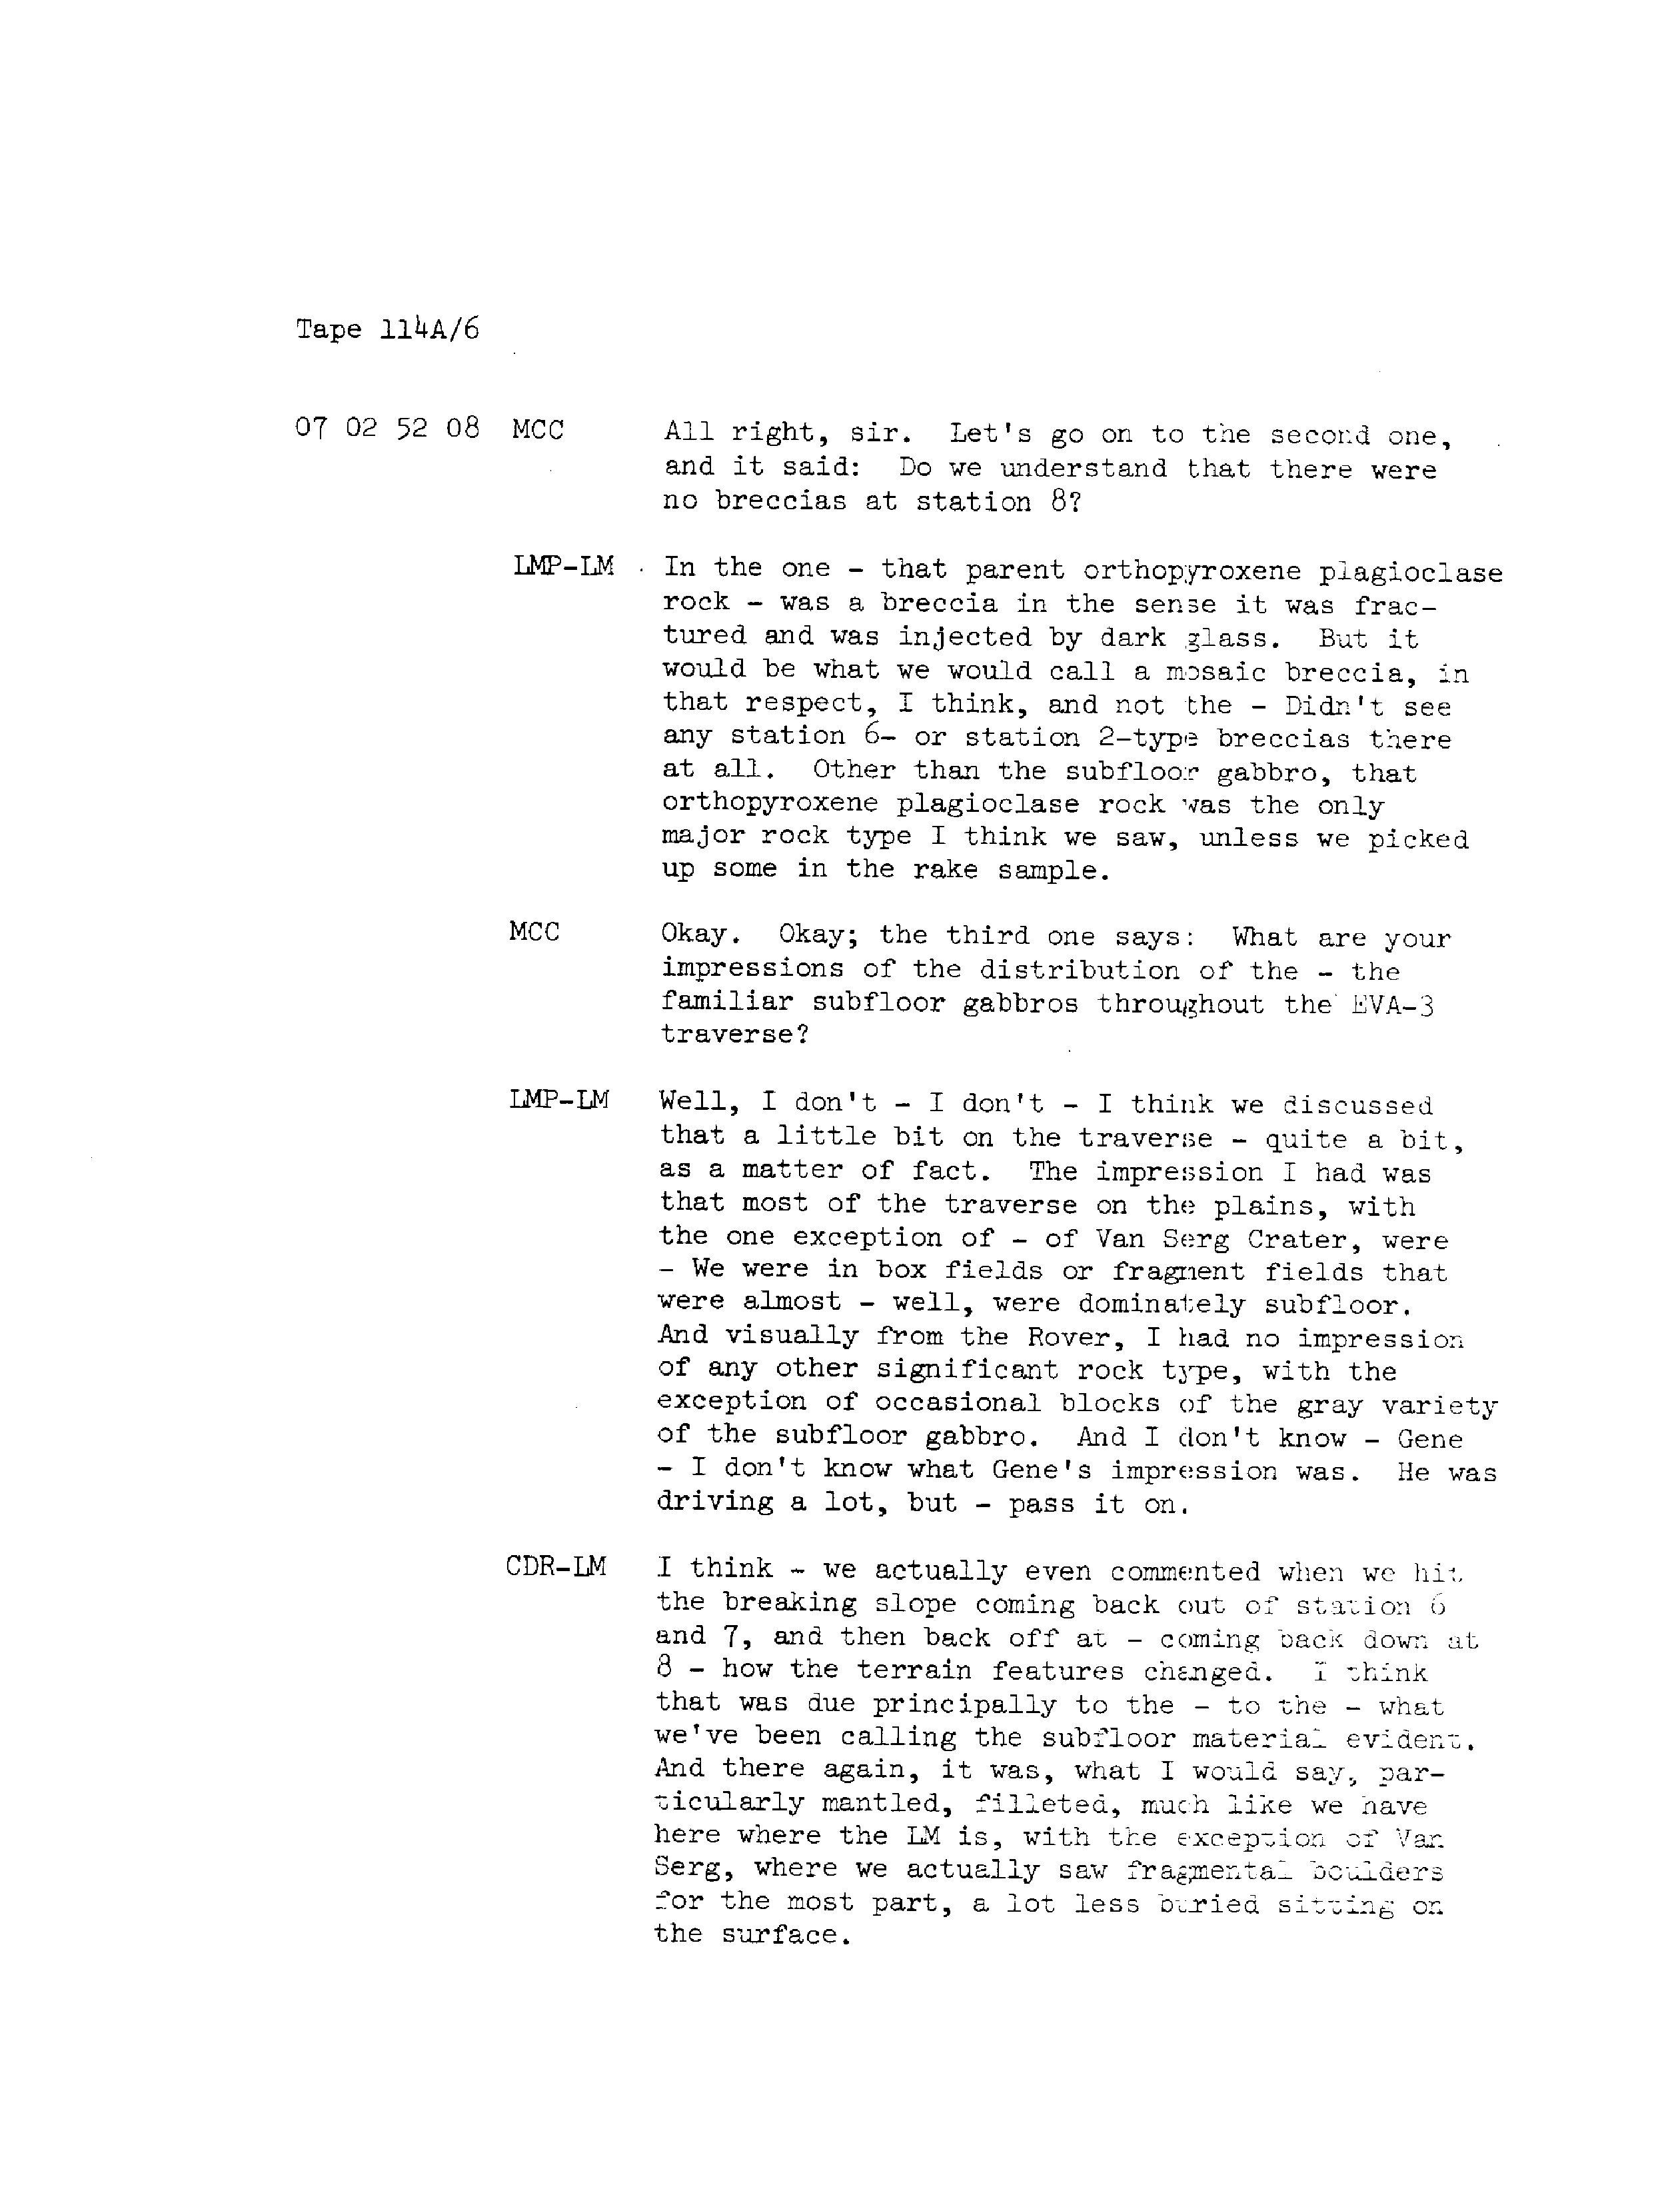 Tape 114A/6
07 02 52 08 MCC All right, sir. Let's go on to the second one,
and it said: Do we understand that there were
no breccias at station 8?
LMP-LM In the one - that parent orthopyroxene plagioclase
rock - was a breccia in the sense it was frac-
tured and was injected by dark glass. But it
would be what we would call a mosaic breccia, in
that respect, I think, and not the - Didn't see
any station 6- or station 2-type breccias there
at all. Other than the subfloor gabbro, that
orthopyroxene plagioclase rock was the only
major rock type I think we saw, unless we picked
up some in the rake sample.
MCC Okay. Okay; the third one says: What are your
impressions of the distribution of the - the
familiar subfloor gabbros throughout the EVA-3
traverse?
LMP-LM Well, I don't - I don't - I think we discussed
that a little bit on the traverse - quite a bit,
as a matter of fact. The impression I had was
that most of the traverse on the plains, with
the one exception of - of Van Serg Crater, were
- We were in box fields or fragment fields that
were almost - well, were dominately subfloor.
And visually from the Rover, I had no impression
of any other significant rock type, with the
exception of occasional blocks of the gray variety
of the subfloor gabbro. And I don't know - Gene
- I don't know what Gene's impression was. He was
driving a lot, but - pass it on.
CDR-LM I think - we actually even commented when we hit
the breaking slope coming back out of station 6
and 7, and then back off at - coming back down at
8 - how the terrain features changed. I think
that was due principally to the - to the - what
we've been calling the subfloor material evident.
And there again, it was, what I would say, par-
ticularly mantled, filleted, much like we have
here where the LM is, with the exception of Van
Serg, where we actually saw fragmental boulders
for the most part, a lot less buried sitting on
the surface.